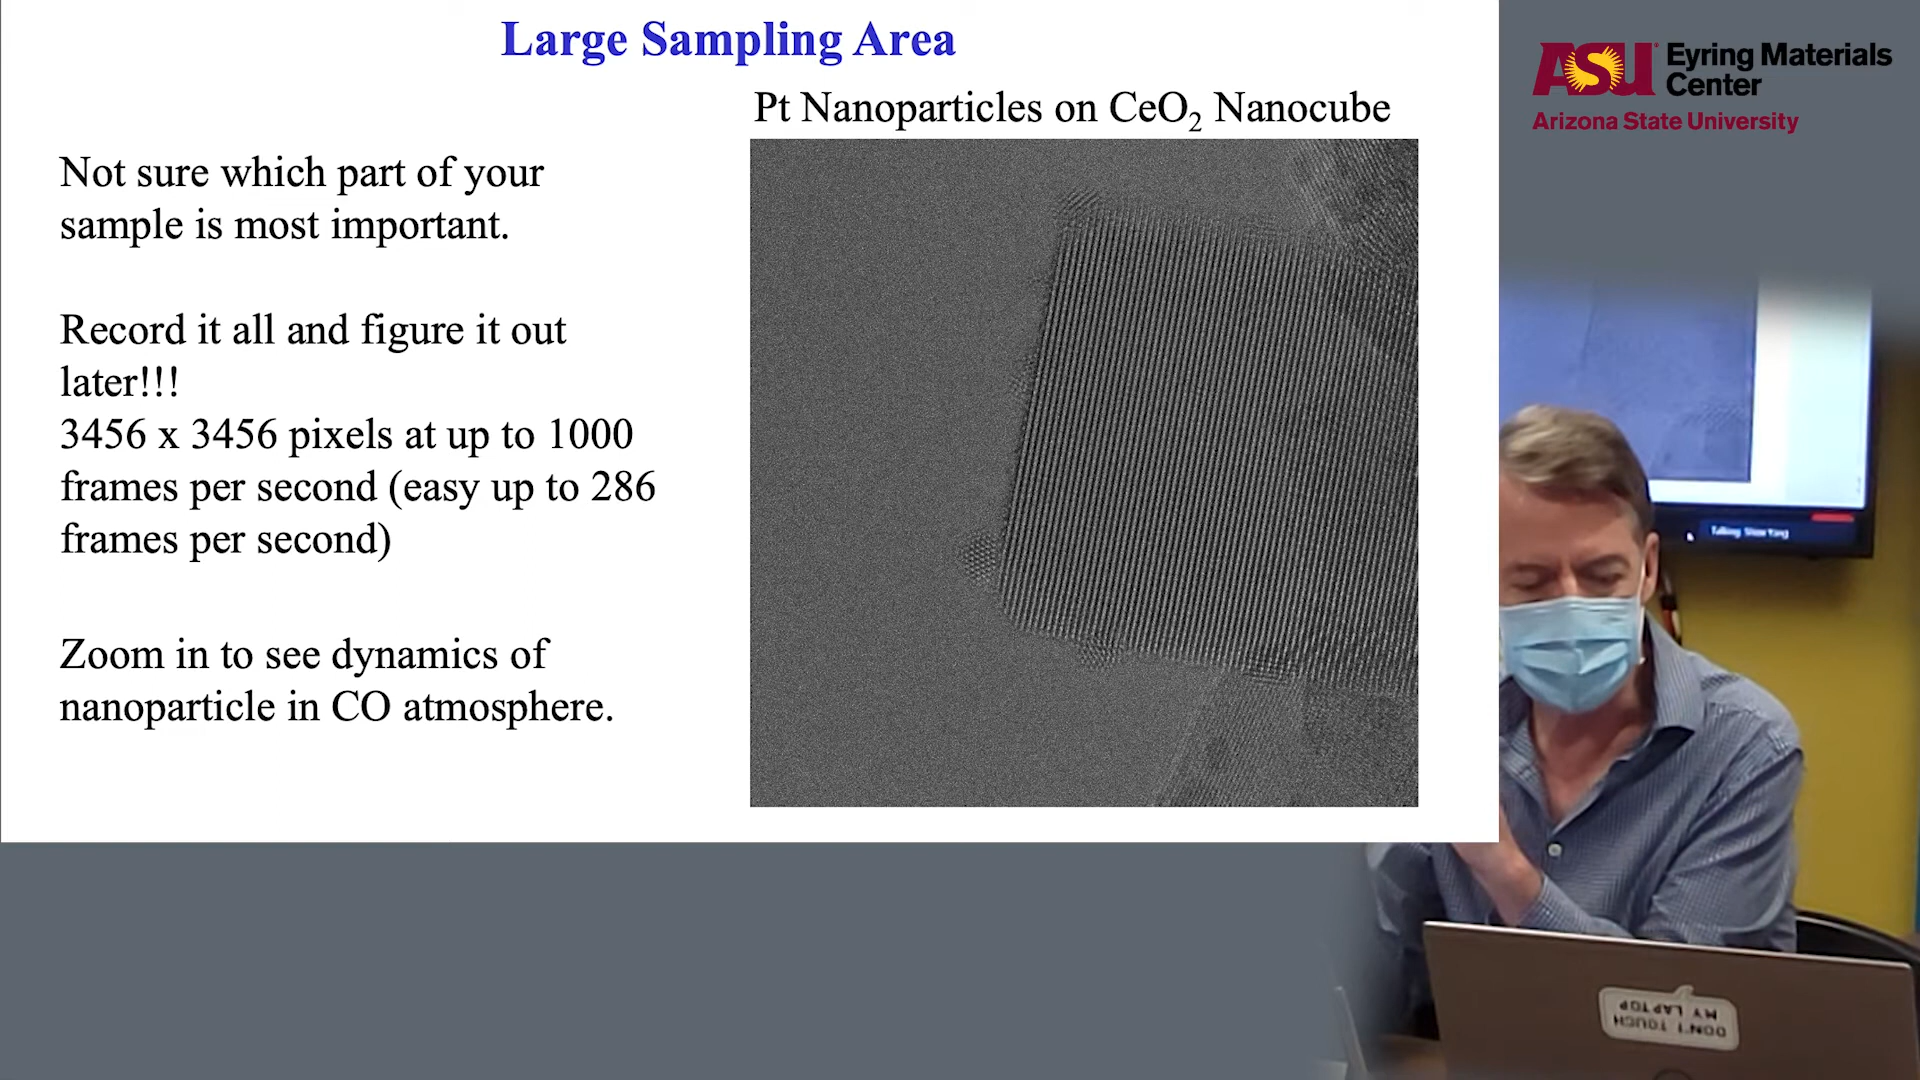 Large Sampling Area
Pt Nanoparticles on CeO₂ Nanocube
Not sure which part of your
sample is most important.
Record it all and figure it out
later!!!
3456 x 3456 pixels at up to 1000
frames per second (easy up to 286
frames per second)
Zoom in to see dynamics of
nanoparticle in CO atmosphere.
ASU Eyring Materials
Center
Arizona State University
Talking:
DON'T TOUCH
MY LAPTOP